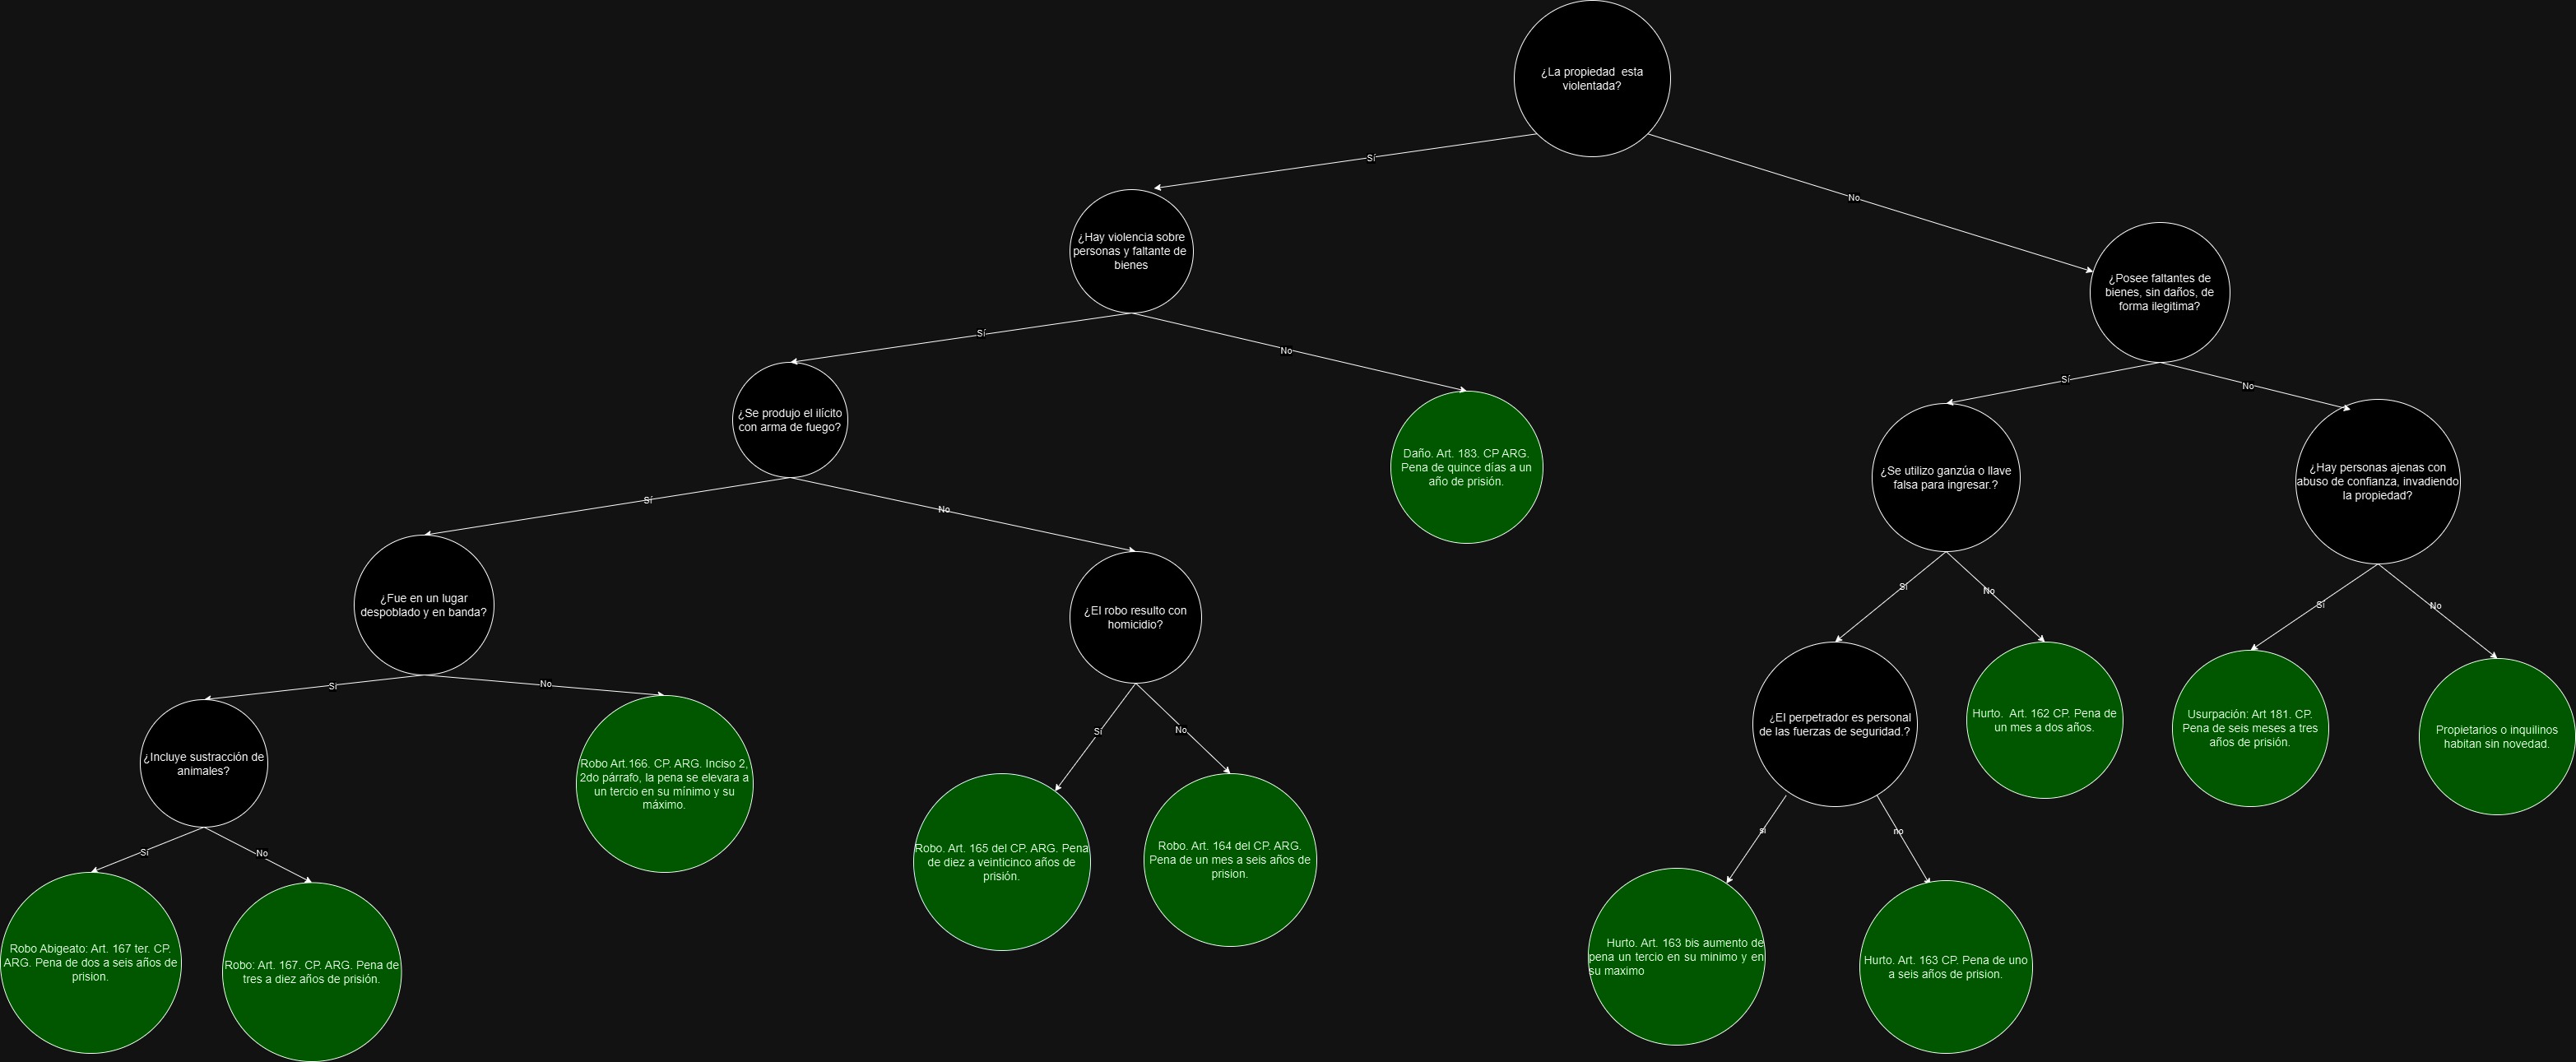 ¿La propiedad  esta
violentada?
Sí
No
¿Hay violencia sobre
personas y faltante de
bienes
¿Posee faltantes de
bienes, sin daños, de
forma ilegitima?
Sí
No
Sí
No
¿Se produjo el ilícito
con arma de fuego?
Daño. Art. 183. CP ARG.
Pena de quince días a un
año de prisión.
¿Se utilizo ganzúa o llave
falsa para ingresar.?
¿Hay personas ajenas con
abuso de confianza, invadiendo
la propiedad?
Sí
No
Sí
No
Sí
No
¿Fue en un lugar
despoblado y en banda?
¿El robo resulto con
homicidio?
¿El perpetrador es personal
de las fuerzas de seguridad.?
Hurto.  Art. 162 CP. Pena de
un mes a dos años.
Usurpación: Art 181. CP.
Pena de seis meses a tres
años de prisión.
Propietarios o inquilinos
habitan sin novedad.
Sí
No
Sí
No
¿Incluye sustracción de
animales?
Robo Art.166. CP. ARG. Inciso 2,
2do párrafo, la pena se elevara a
un tercio en su mínimo y su
máximo.
Robo. Art. 165 del CP. ARG. Pena
de diez a veinticinco años de
prisión.
Robo. Art. 164 del CP. ARG.
Pena de un mes a seis años de
prision.
si
no
Sí
No
Robo Abigeato: Art. 167 ter. CP.
ARG. Pena de dos a seis años de
prision.
Robo: Art. 167. CP. ARG. Pena de
tres a diez años de prisión.
Hurto. Art. 163 bis aumento de
pena un tercio en su minimo y en
su maximo
Hurto. Art. 163 CP. Pena de uno
a seis años de prision.